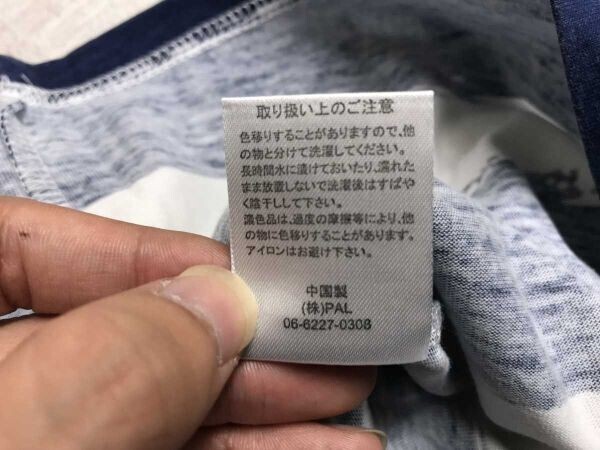 取り扱い上のご注意
色移りすることがありますので、他
の物と分けて洗濯してください。
長時間水に漬けておいたり、濡れた
まま放置しないで洗濯後はすばや
く陰干しして下さい。
濃色品は、過度の摩擦等により、他
の物に色移りすることがあります。
アイロンはお避け下さい。
中国製
(株)PAL
06-6227-0308